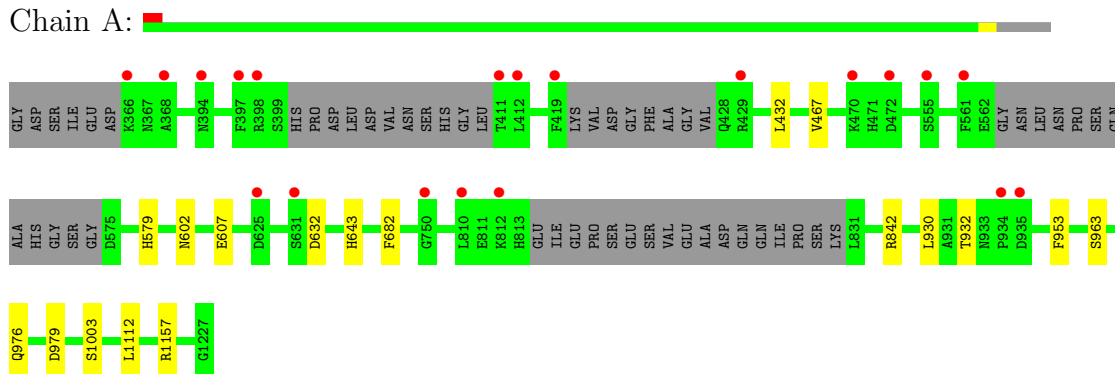 Chain A:
GLY ASP SER ILE GLU ASP K366 N367 A368 N394 F397 R398 S399 HIS PRO ASP LEU ASP VAL ASN SER HIS GLY LEU T411 L412 F419 LYS VAL ASP GLY PHE ALA GLY VAL Q428 R429 L432 V467 K470 H471 D472 S555 F561 E562 GLY ASN LEU ASN PRO SER GLN
ALA HIS GLY SER GLY D575 H579 N602 E607 D625 S631 D632 H643 F682 G750 L810 E811 K812 H813 GLU ILE GLU PRO SER GLU SER VAL GLU ALA ASP GLN GLN ILE PRO SER LYS L831 R842 L930 A931 T932 N933 P934 D935 F953 S963
Q976 D979 S1003 L1112 R1157 G1227